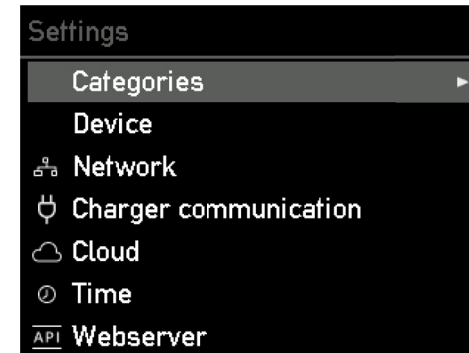 Settings
Categories
Device
Network
Charger communication
Cloud
Time
API Webserver